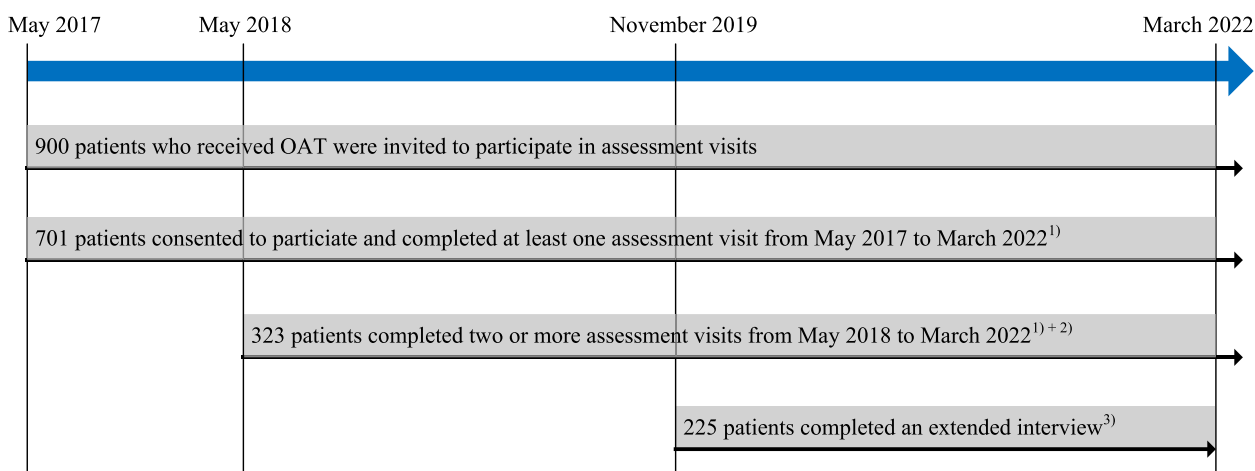 May 2017 May 2018 November 2019 March 2022
900 patients who received OAT were invited to participate in assessment visits
701 patients consented to particiate and completed at least one assessment visit from May 2017 to March 2022¹⁾
323 patients completed two or more assessment visits from May 2018 to March 2022¹⁾ ⁺ ²⁾
225 patients completed an extended interview³⁾